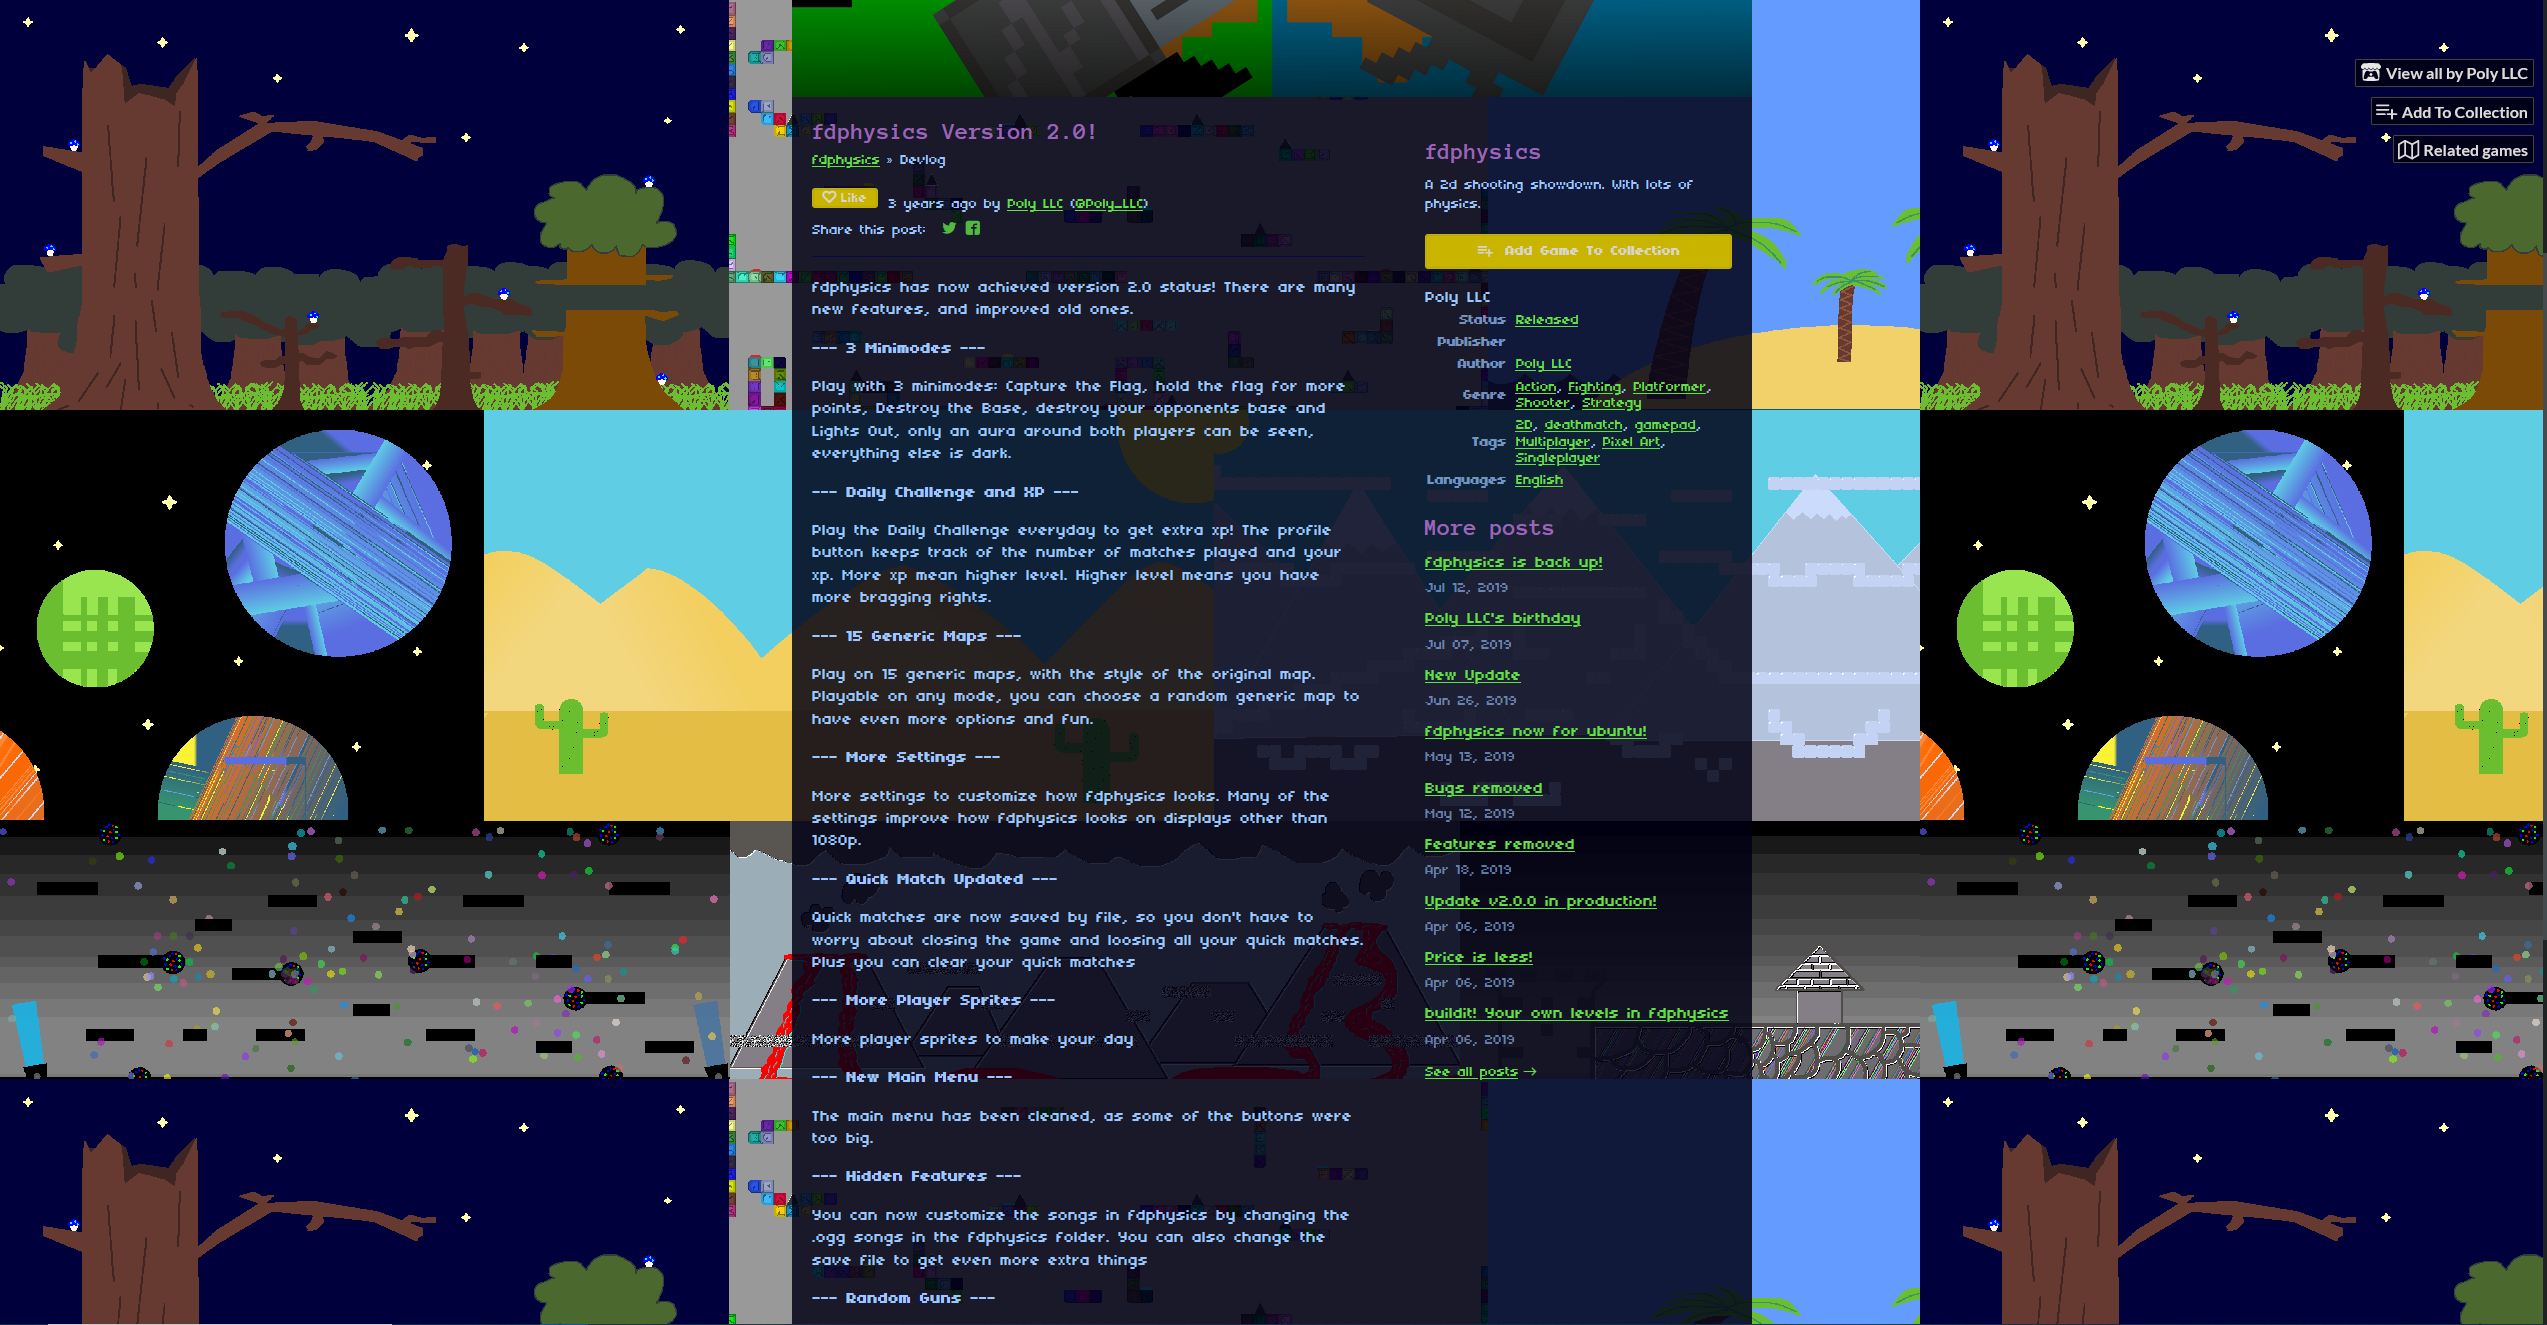 fdphysics Version 2.0!
fdphysics » Devlog
Like
3 years ago by Poly LLC (@Poly_LLC)
Share this post:
fdphysics has now achieved version 2.0 status! There are many
new features, and improved old ones.
--- 3 Minimodes ---
Play with 3 minimodes: Capture the Flag, hold the flag for more
points, Destroy the Base, destroy your opponents base and
Lights Out, only an aura around both players can be seen,
everything else is dark.
--- Daily Challenge and XP ---
Play the Daily Challenge everyday to get extra xp! The profile
button keeps track of the number of matches played and your
xp. More xp mean higher level. Higher level means you have
more bragging rights.
--- 15 Generic Maps ---
Play on 15 generic maps, with the style of the original map.
Playable on any mode, you can choose a random generic map to
have even more options and fun.
--- More Settings ---
More settings to customize how fdphysics looks. Many of the
settings improve how fdphysics looks on displays other than
1080p.
--- Quick Match Updated ---
Quick matches are now saved by file, so you don't have to
worry about closing the game and loosing all your quick matches.
Plus you can clear your quick matches
--- More Player Sprites ---
More player sprites to make your day
--- New Main Menu ---
The main menu has been cleaned, as some of the buttons were
too big.
--- Hidden Features ---
You can now customize the songs in fdphysics by changing the
.ogg songs in the fdphysics folder. You can also change the
save file to get even more extra things
--- Random Guns ---
fdphysics
A 2d shooting showdown. With lots of
physics.
Add Game To Collection
Poly LLC
Status Released
Publisher
Author Poly LLC
Genre Action, Fighting, Platformer,
Shooter, Strategy
Tags 2D, deathmatch, gamepad,
Multiplayer, Pixel Art,
Singleplayer
Languages English
More posts
fdphysics is back up!
Jul 12, 2019
Poly LLC's birthday
Jul 07, 2019
New Update
Jun 26, 2019
fdphysics now for ubuntu!
May 13, 2019
Bugs removed
May 12, 2019
Features removed
Apr 18, 2019
Update v2.0.0 in production!
Apr 06, 2019
Price is less!
Apr 06, 2019
buildit! Your own levels in fdphysics
Apr 06, 2019
See all posts →
View all by Poly LLC
Add To Collection
Related games